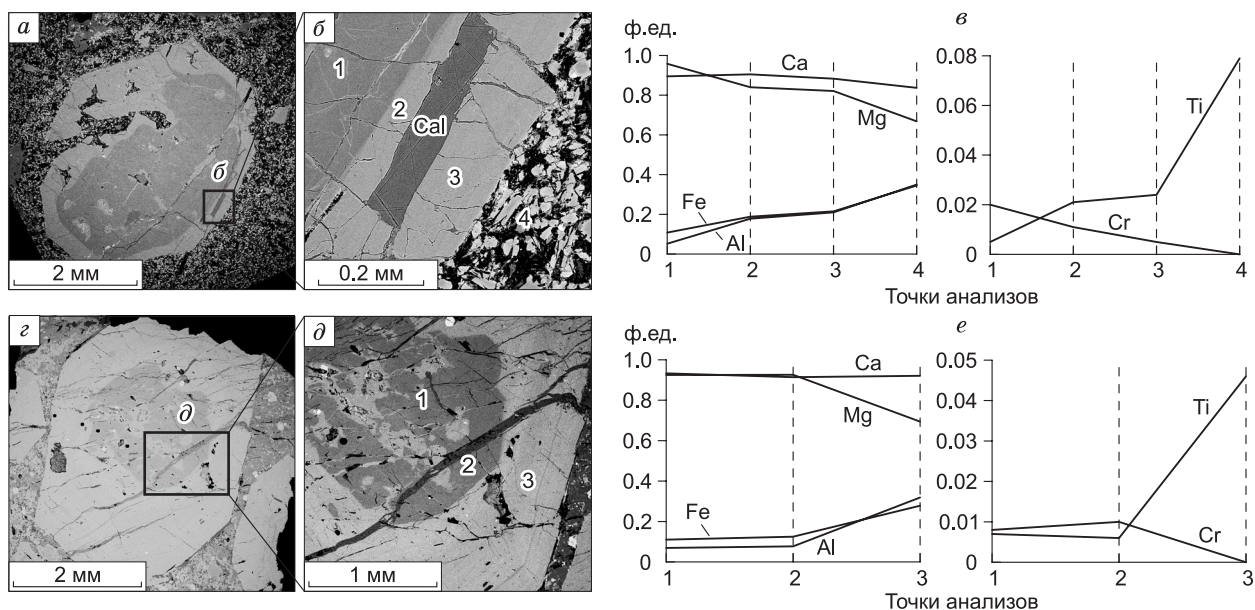 а
б
2 мм
б
1
2
Cal
3
4
0.2 мм
ф.ед.
1.0
0.8
0.6
0.4
0.2
0
Ca
Mg
Fe
Al
1 2 3 4
в
0.08
0.06
0.04
0.02
0
Ti
Cr
1 2 3 4
Точки анализов
г
д
2 мм
д
1
2
3
1 мм
ф.ед.
1.0
0.8
0.6
0.4
0.2
0
Ca
Mg
Fe
Al
1 2 3
е
0.05
0.04
0.03
0.02
0.01
0
Ti
Cr
1 2 3
Точки анализов